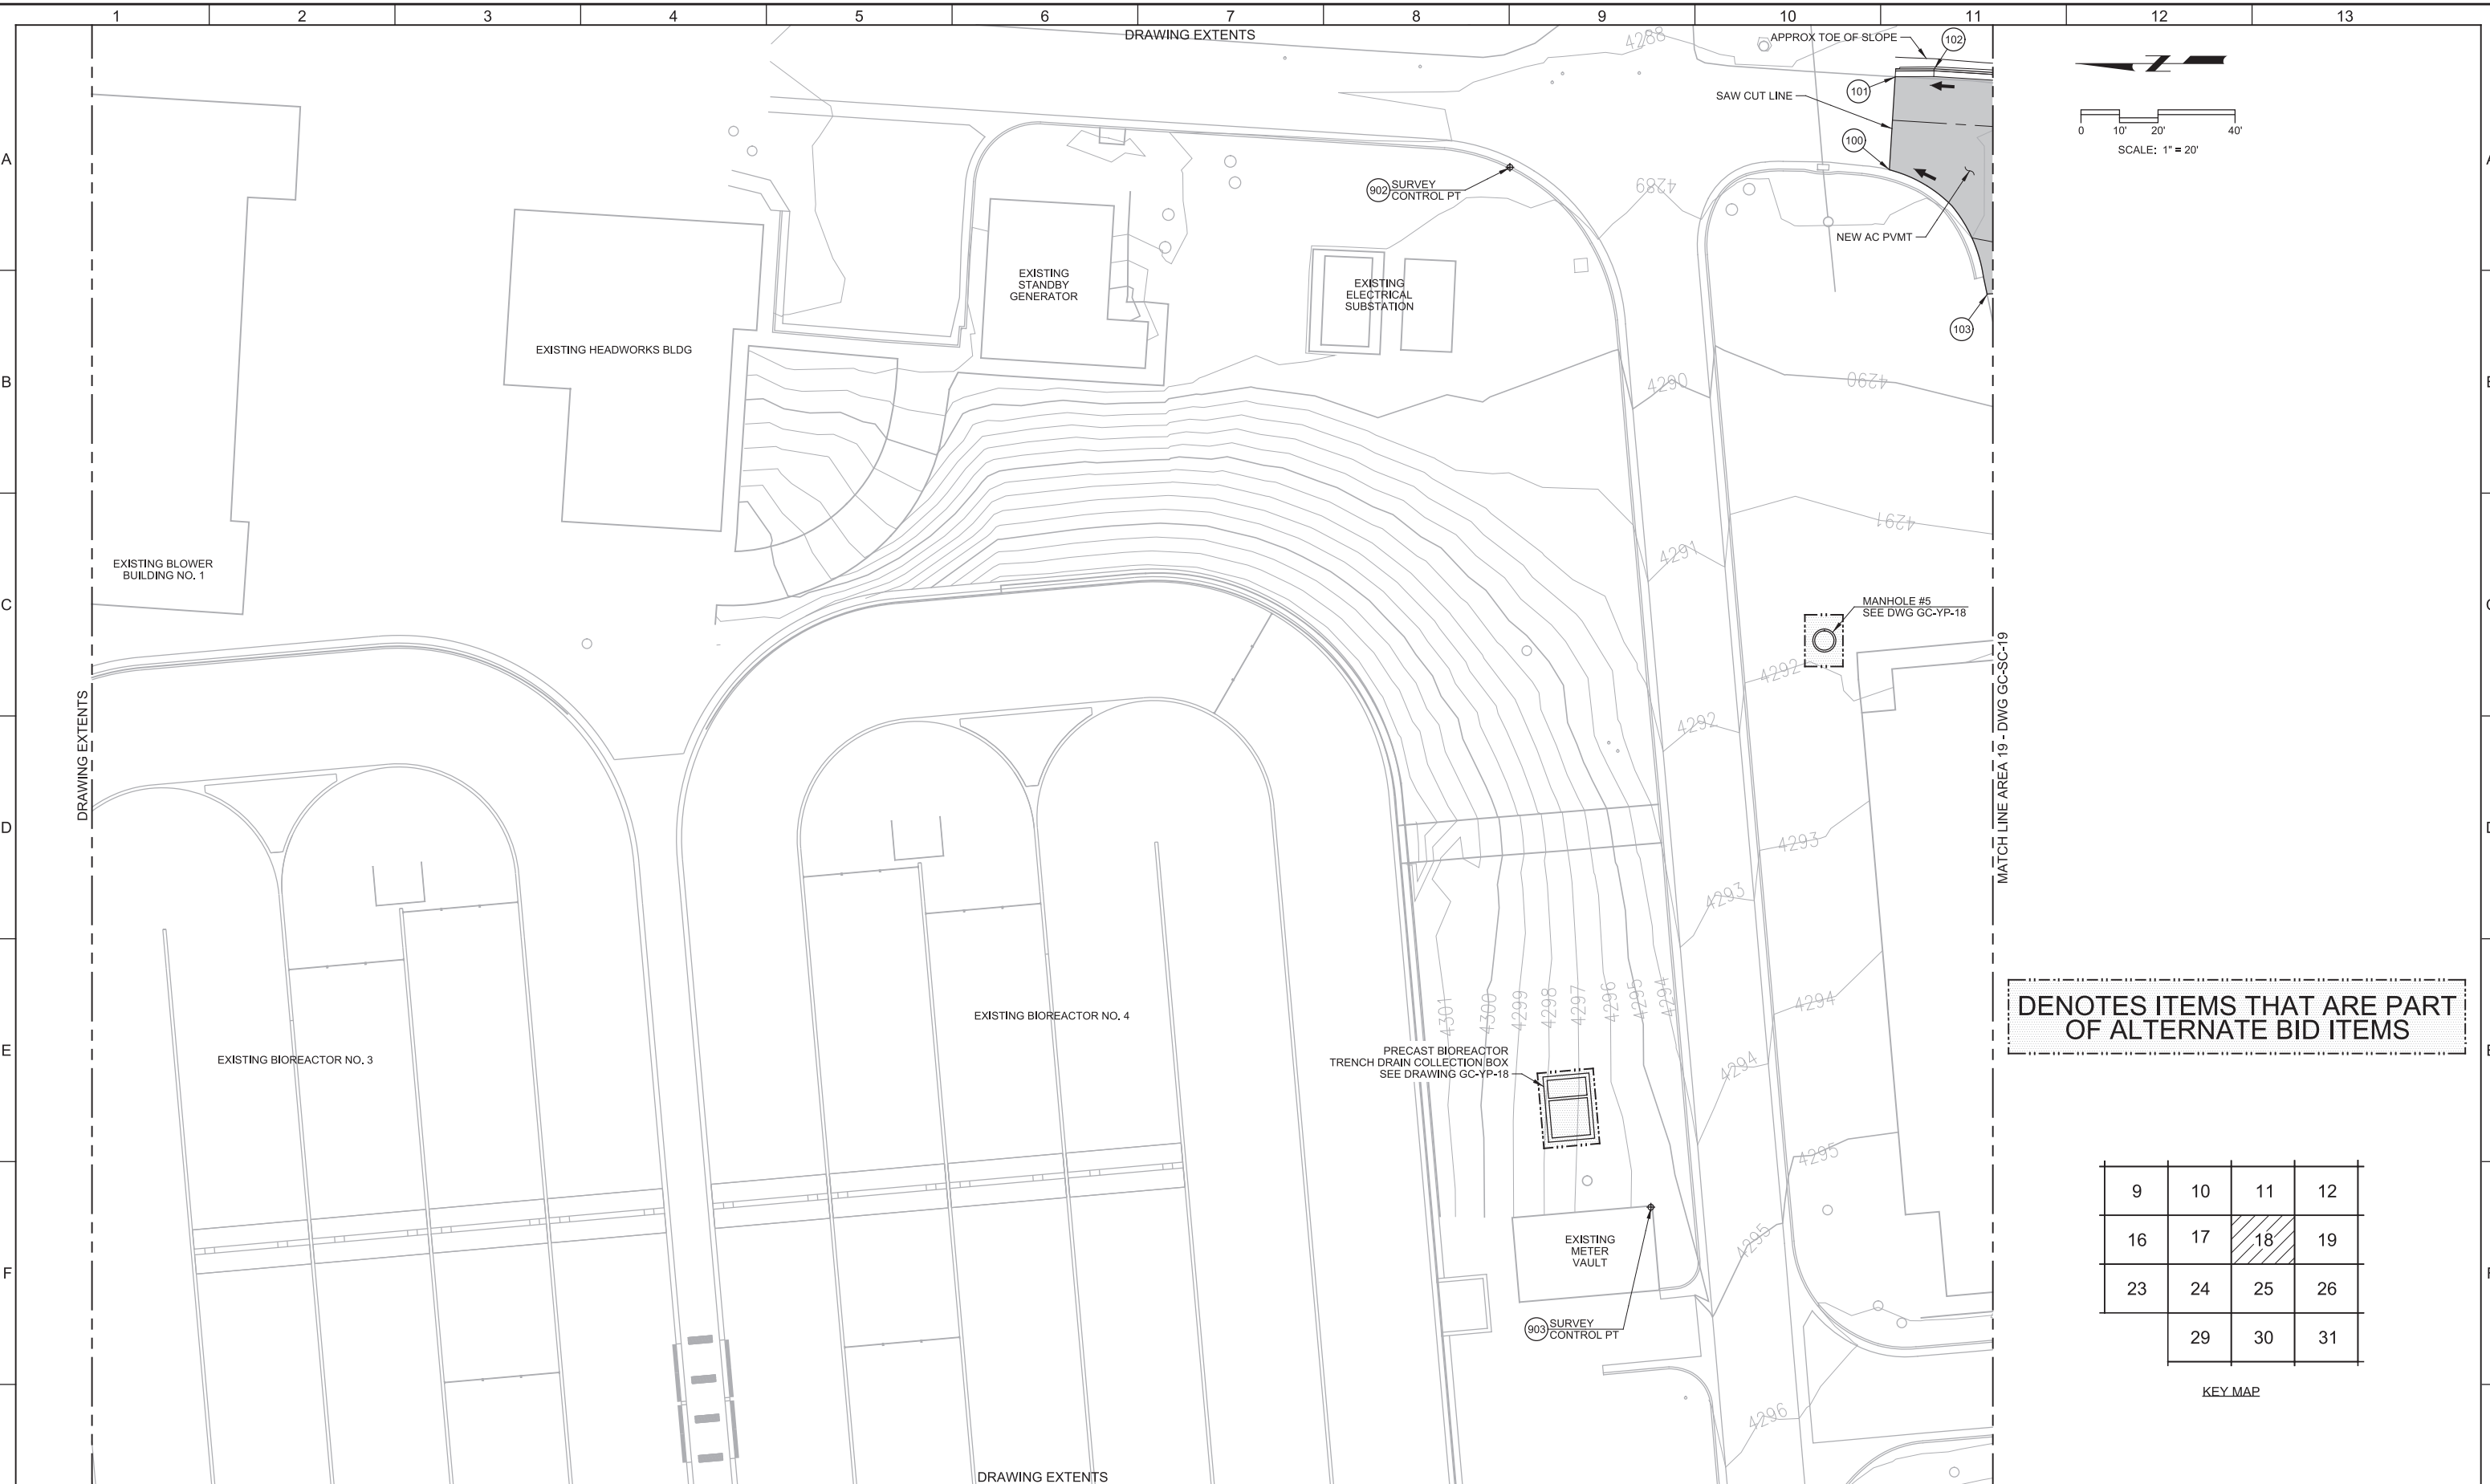 1 2 3 4 5 6 7 8 9 10 11 12 13
DRAWING EXTENTS
4288
APPROX TOE OF SLOPE
102
101
SAW CUT LINE
100
0 10' 20' 40'
SCALE: 1" = 20'
A
902 SURVEY
CONTROL PT
4289
NEW AC PVMT
103
EXISTING
STANDBY
GENERATOR
EXISTING
ELECTRICAL
SUBSTATION
EXISTING HEADWORKS BLDG
B
4290
4290
4291
4291
EXISTING BLOWER
BUILDING NO. 1
C
MANHOLE #5
SEE DWG GC-YP-18
4292
4292
MATCH LINE AREA 19 - DWG GC-SC-19
DRAWING EXTENTS
D
4293
4293
4294
4294
DENOTES ITEMS THAT ARE PART
OF ALTERNATE BID ITEMS
4301
4300
4299
4298
4297
4296
4295
4294
EXISTING BIOREACTOR NO. 4
E
EXISTING BIOREACTOR NO. 3
PRECAST BIOREACTOR
TRENCH DRAIN COLLECTION BOX
SEE DRAWING GC-YP-18
4295
4295
EXISTING
METER
VAULT
F
903 SURVEY
CONTROL PT
4296
9 10 11 12
16 17 18 19
23 24 25 26
29 30 31
KEY MAP
DRAWING EXTENTS